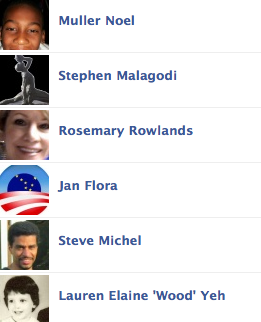 Muller Noel
Stephen Malagodi
Rosemary Rowlands
Jan Flora
Steve Michel
Lauren Elaine 'Wood' Yeh